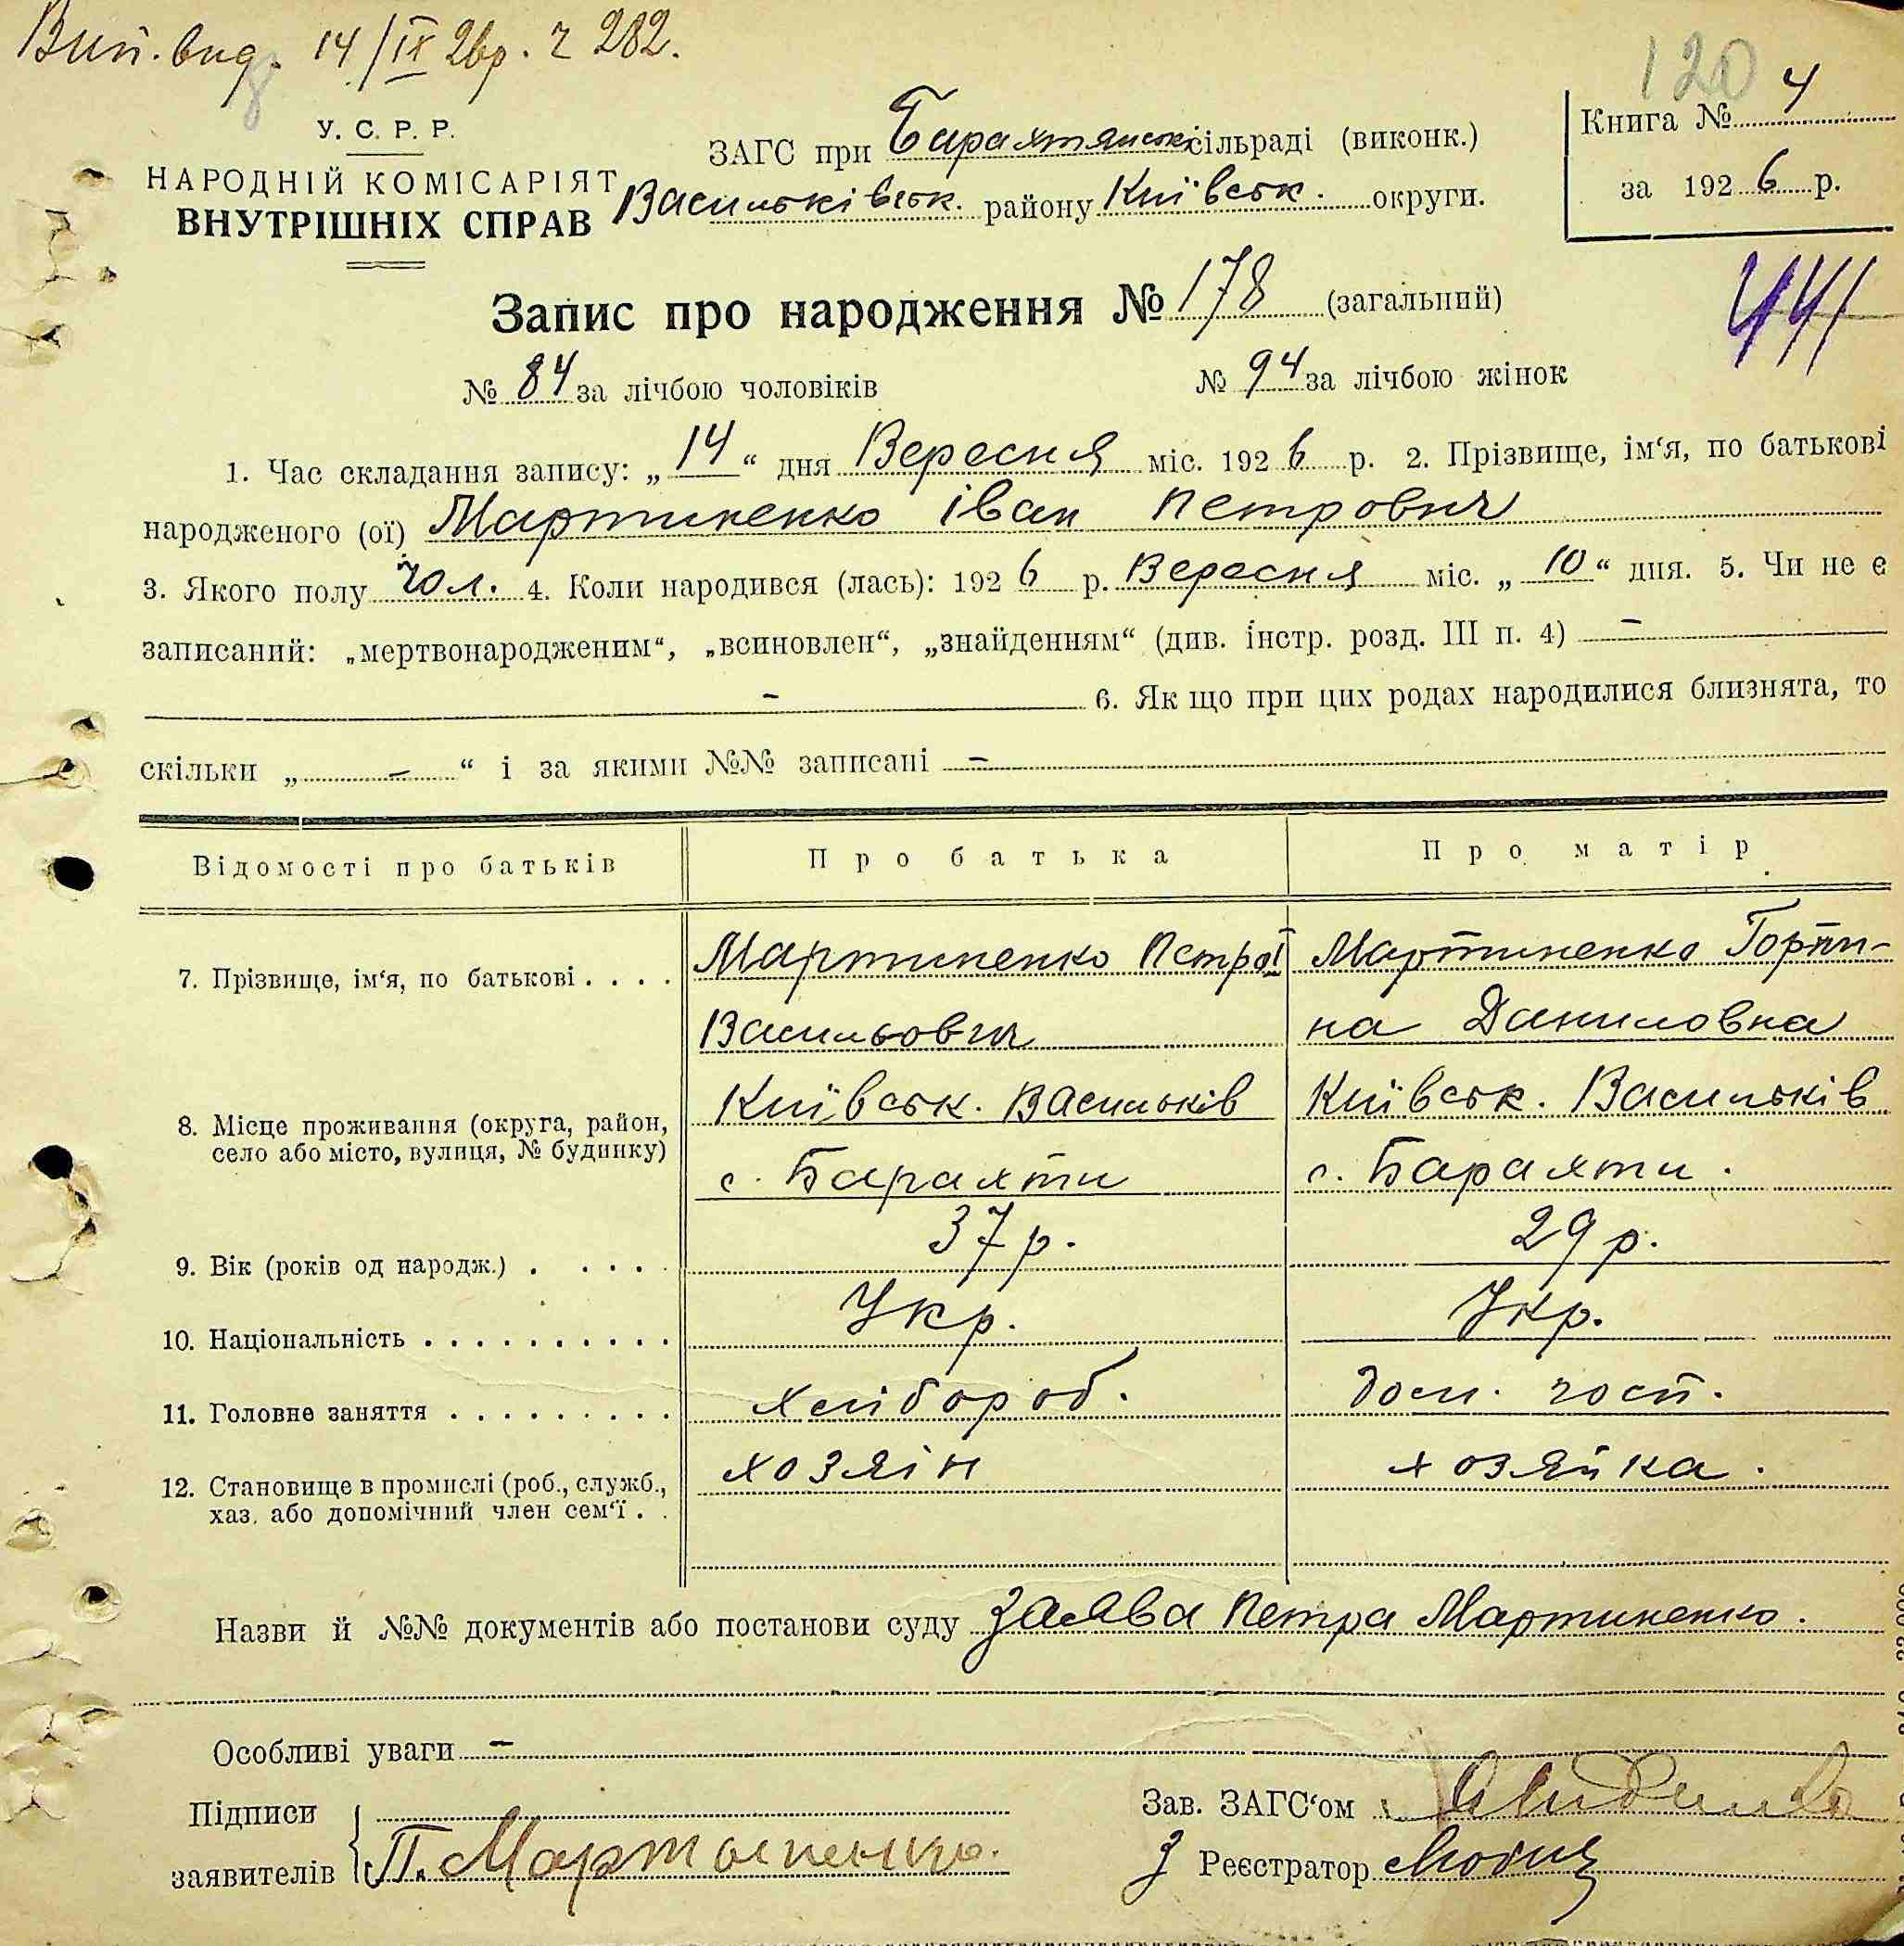 Вип. вид. 14/IX 26р. ч 282.
120
У. С. Р. Р.
НАРОДНІЙ КОМІСАРІЯТ
ВНУТРІШНІХ СПРАВ
ЗАГС при Барахтянській сільраді (виконк.)
Васильківськ. району Київськ. округи.
Книга № 4
за 1926 р.
441
Запис про народження № 178 (загальний)
№ 84 за лічбою чоловіків № 94 за лічбою жінок
1. Час складання запису: „14“ дня Вересня міс. 1926 р. 2. Прізвище, ім‘я, по батькові
народженого (ої) Мартиненко Іван Петрович
3. Якого полу чол. 4. Коли народився (лась): 1926 р. Вересня міс. „10“ дня. 5. Чи не є
записаний: „мертвонародженим“, „всиновлен“, „знайденням“ (див. інстр. розд. III п. 4) –
– 6. Як що при цих родах народилися близнята, то
скільки „ – “ і за якими №№ записані –
Відомості про батьків Про батька Про матір
7. Прізвище, ім‘я, по батькові . . . . Мартиненко Петро Мартиненко Горпи-
Васильович на Даниловна
8. Місце проживання (округа, район, Київськ. Васильків Київськ. Васильків
село або місто, вулиця, № будинку) с. Барахти с. Барахти.
9. Вік (років од народж.) . . . . . 37 р. 29 р.
10. Національність . . . . . . . . . . Укр. Укр.
11. Головне заняття . . . . . . . . . хлібороб. дом. госп.
12. Становище в промислі (роб., служб., хозяін хозяйка.
хаз. або допомічний член сем‘ї . .
Назви й №№ документів або постанови суду Заява Петра Мартиненко.
Особливі уваги –
Підписи
заявителів П. Мартыненко.
Зав. ЗАГС‘ом
З Реєстратор